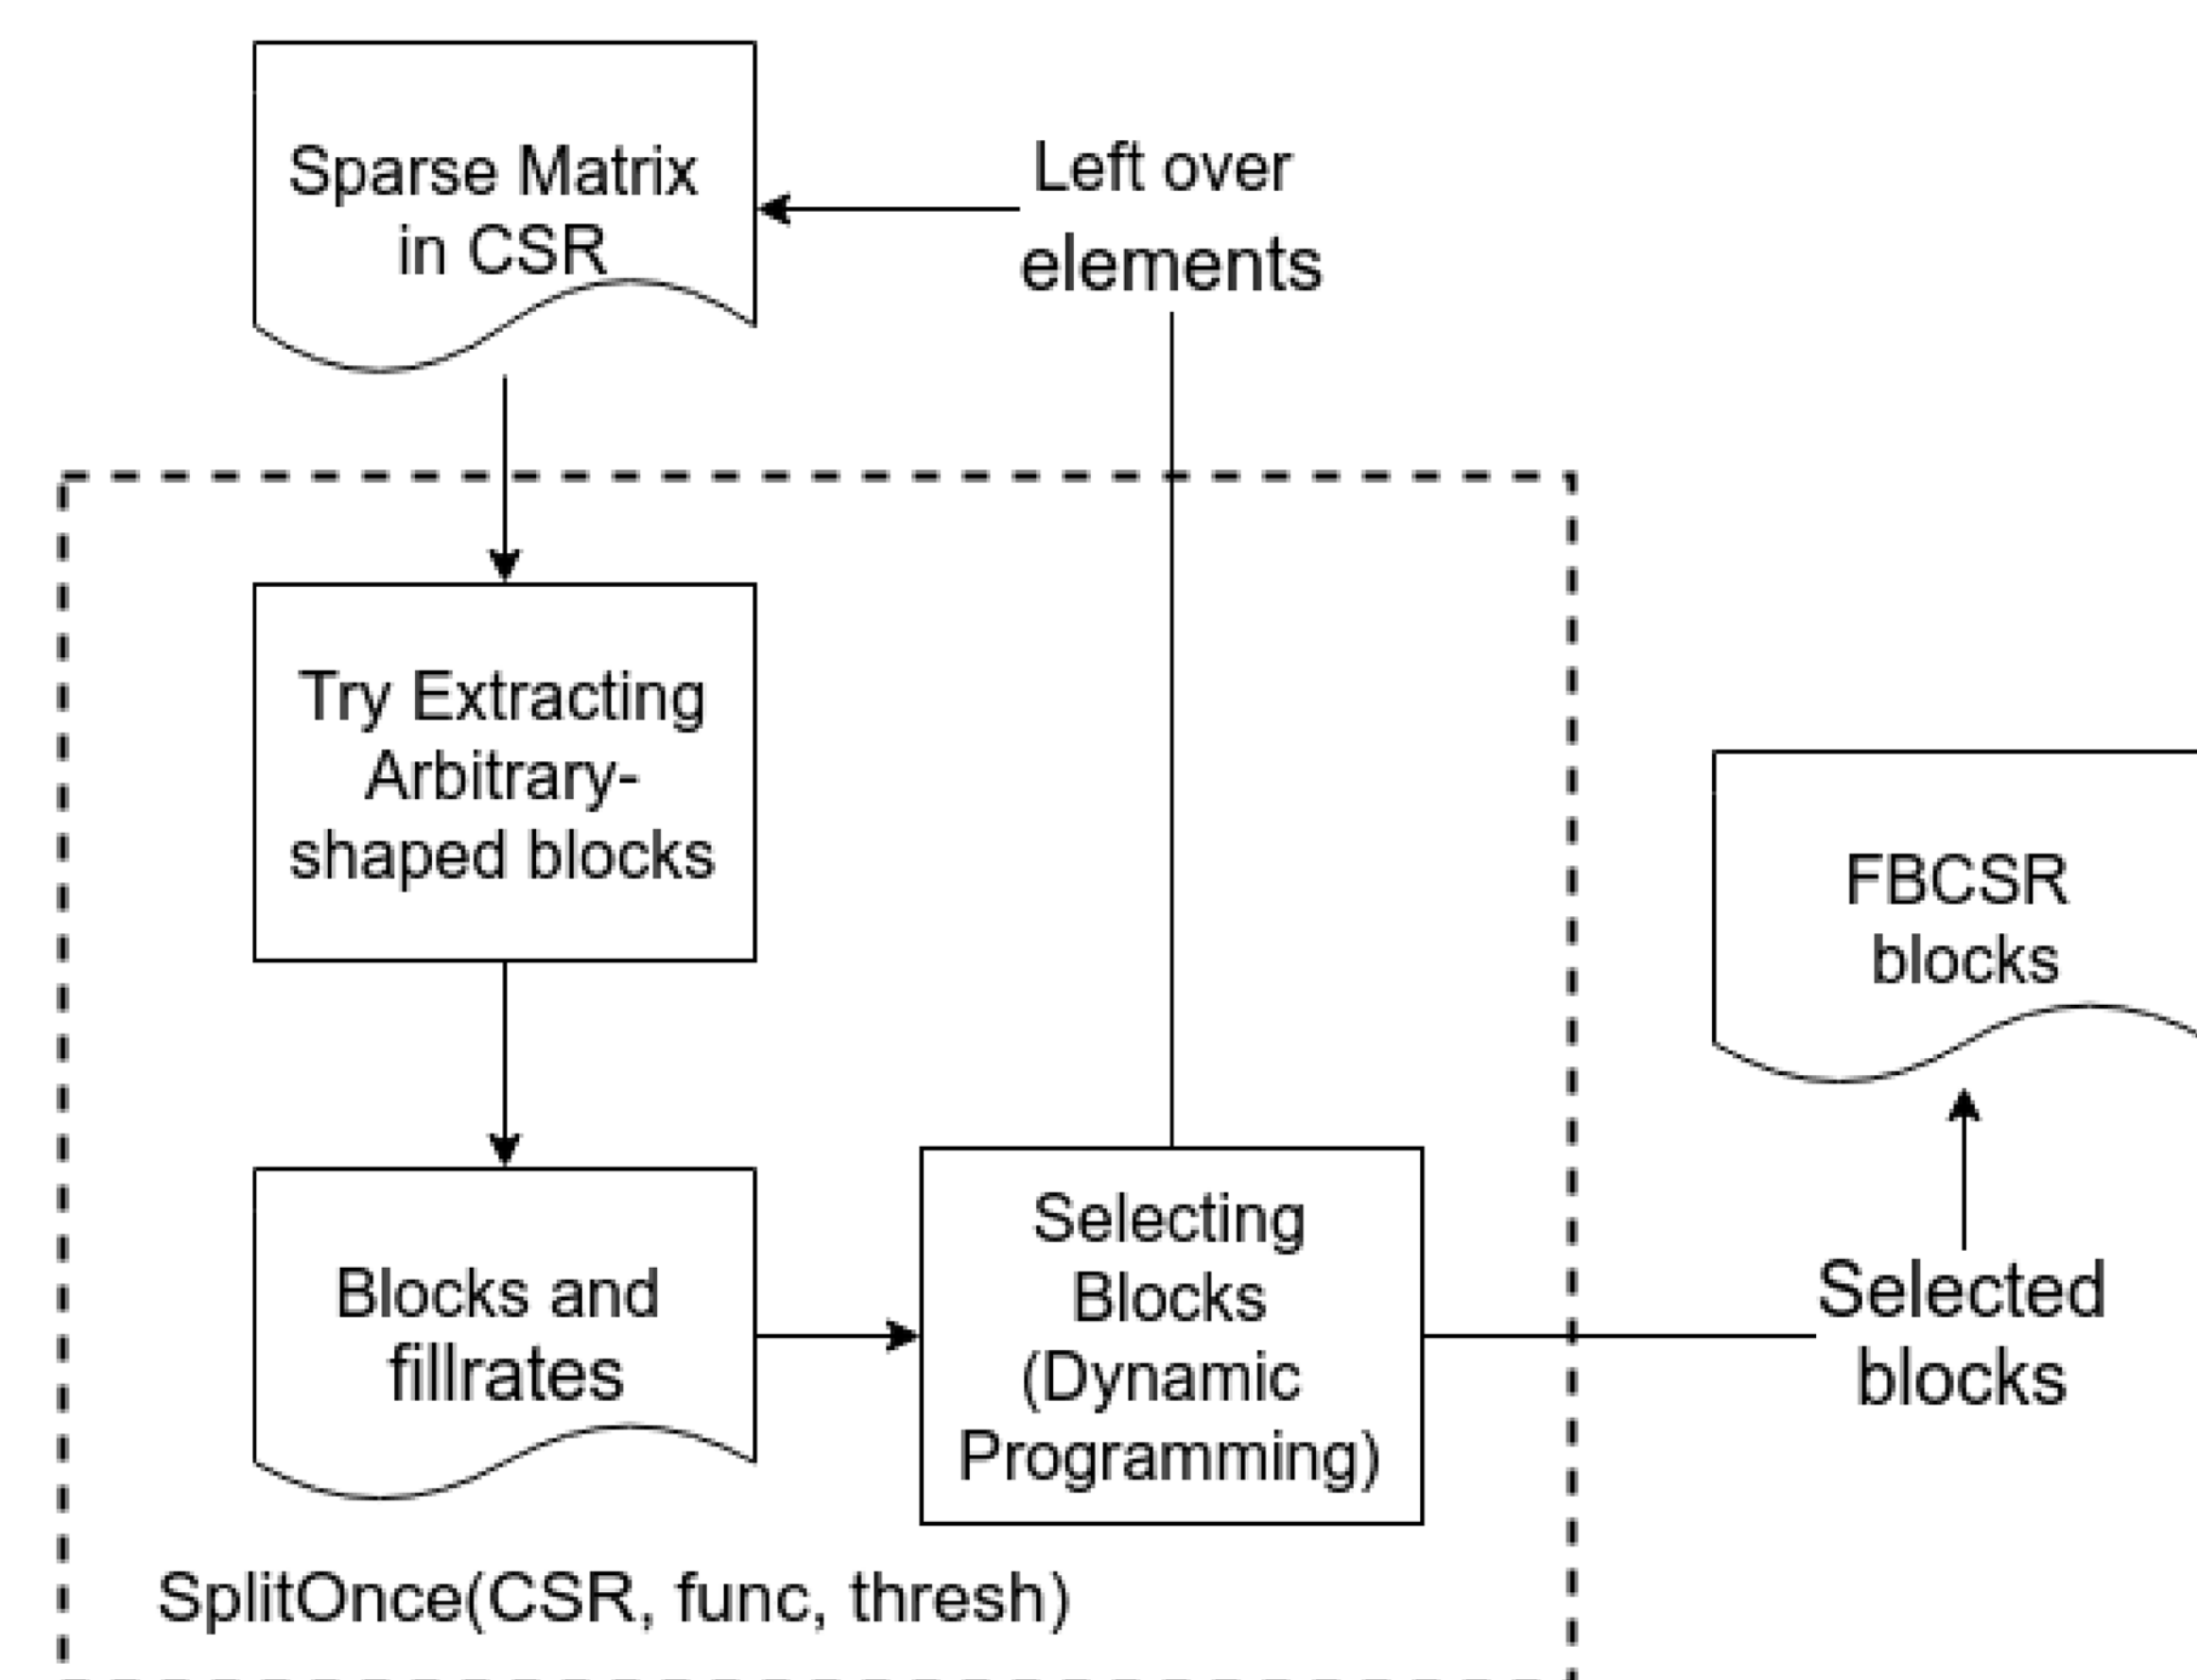 Sparse Matrix
in CSR
Left over
elements
Try Extracting
Arbitrary-
shaped blocks
FBCSR
blocks
Blocks and
fillrates
Selecting
Blocks
(Dynamic
Programming)
Selected
blocks
SplitOnce(CSR, func, thresh)